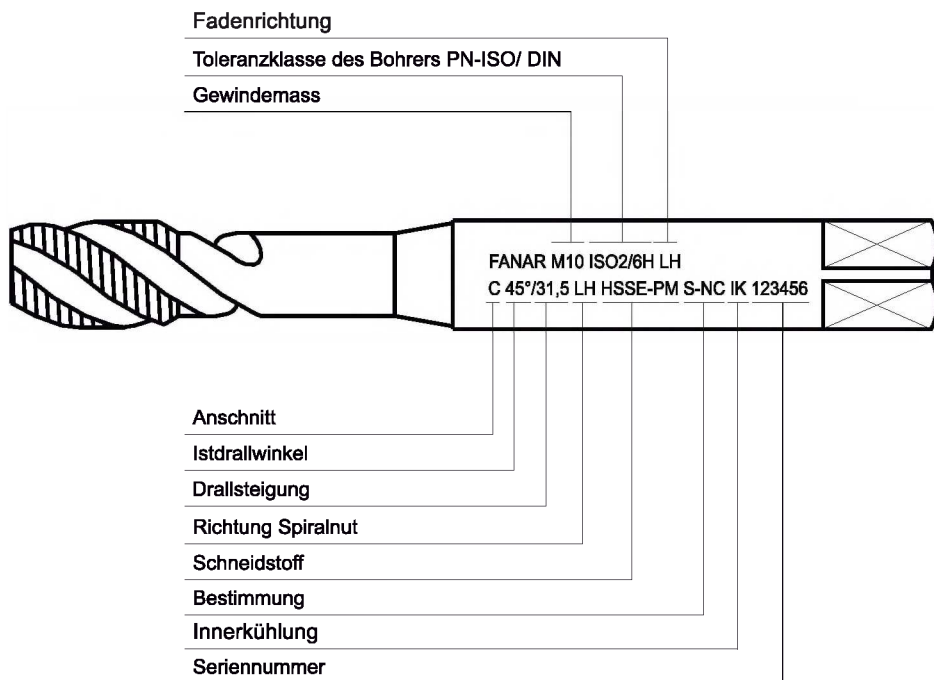 Fadenrichtung
Toleranzklasse des Bohrers PN-ISO/ DIN
Gewindemass
FANAR M10 ISO2/6H LH
C 45°/31,5 LH HSSE-PM S-NC IK 123456
Anschnitt
Istdrallwinkel
Drallsteigung
Richtung Spiralnut
Schneidstoff
Bestimmung
Innerkühlung
Seriennummer